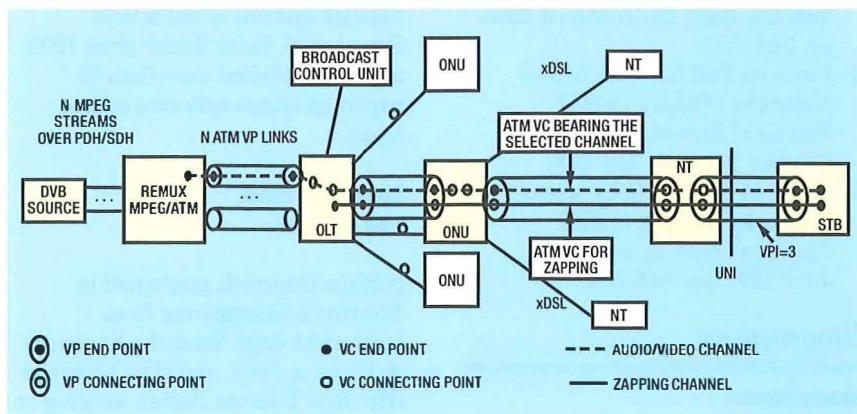 BROADCAST
CONTROL UNIT
ONU
xDSL
NT
N MPEG
STREAMS
OVER PDH/SDH
N ATM VP LINKS
ATM VC BEARING THE
SELECTED CHANNEL
DVB
SOURCE
...
REMUX
MPEG/ATM
...
OLT
ONU
NT
STB
ATM VC FOR
ZAPPING
VPI=3
UNI
ONU
xDSL
NT
VP END POINT
VC END POINT
AUDIO/VIDEO CHANNEL
VP CONNECTING POINT
VC CONNECTING POINT
ZAPPING CHANNEL